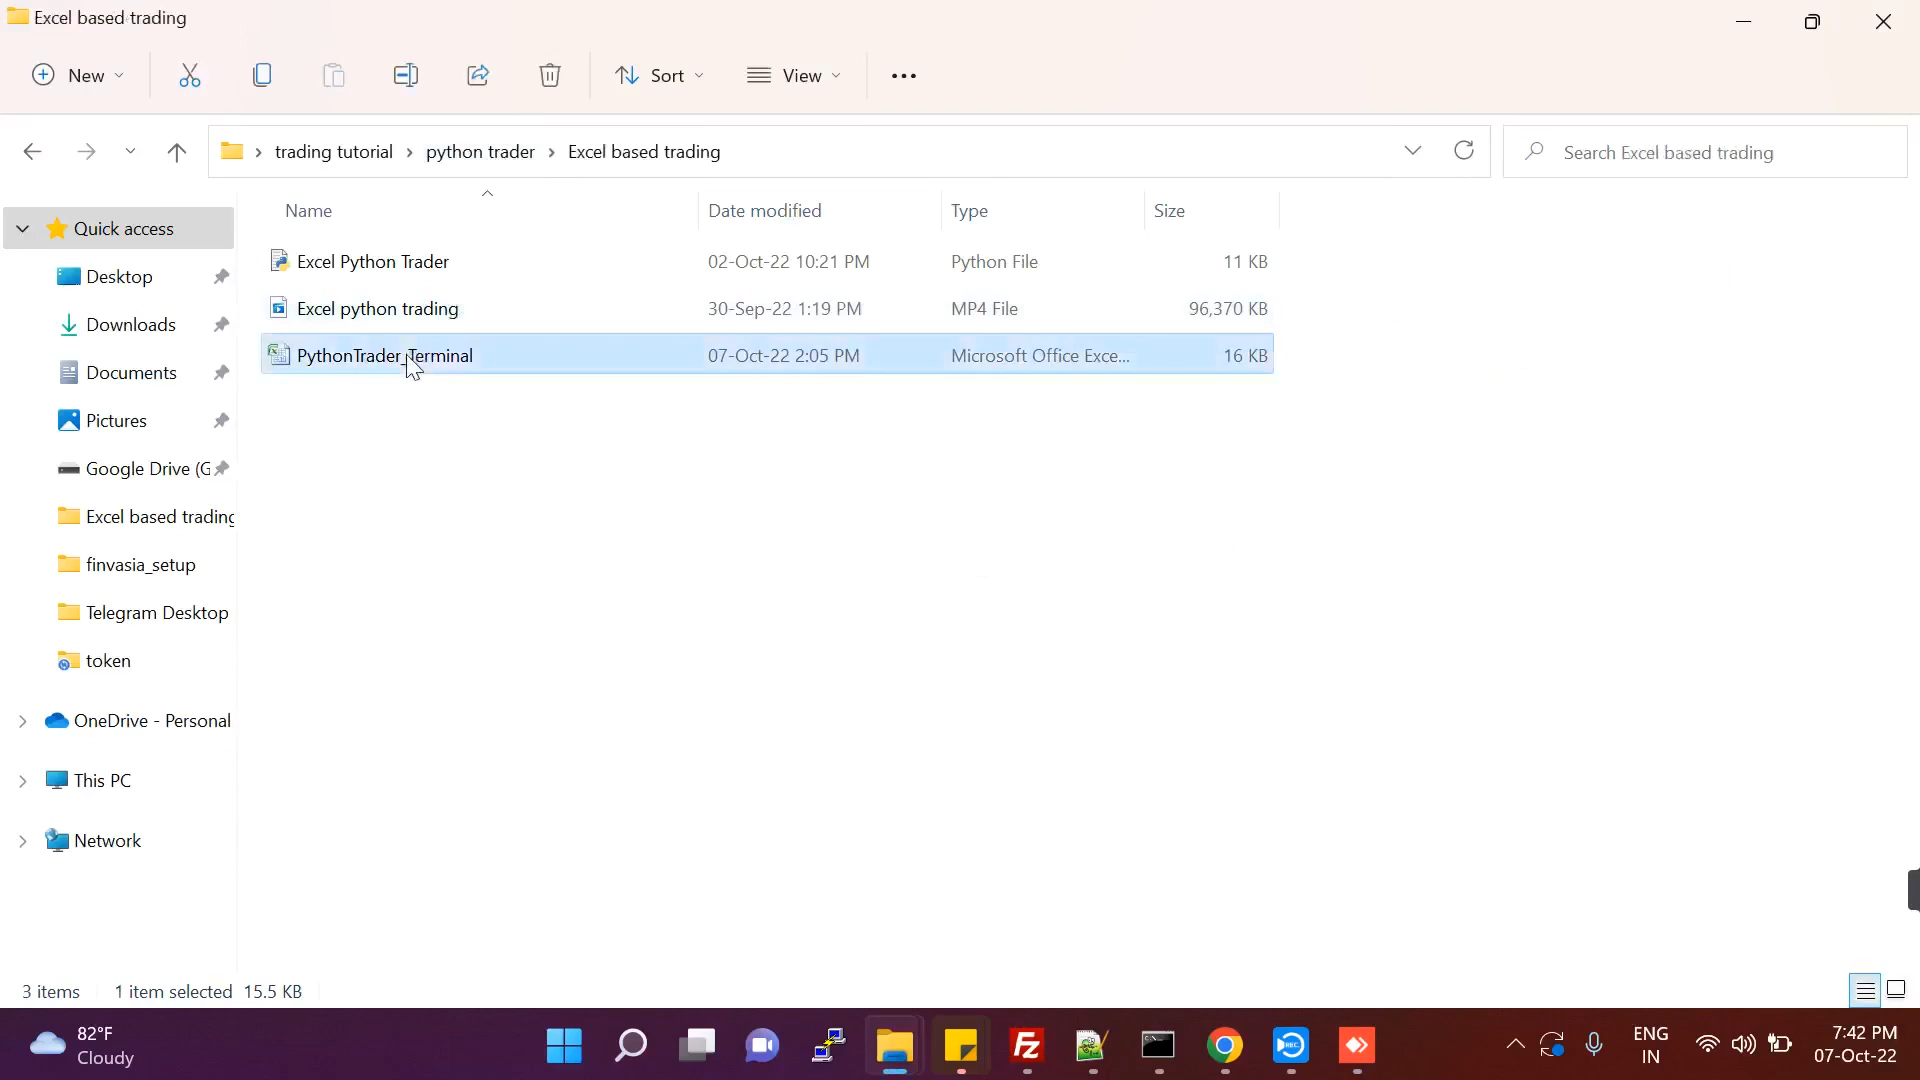 Excel based trading
New
Sort
View
trading tutorial > python trader > Excel based trading
Search Excel based trading
Name
Date modified
Type
Size
Quick access
Desktop
Downloads
Documents
Pictures
Google Drive (G
Excel based trading
finvasia_setup
Telegram Desktop
token
OneDrive - Personal
This PC
Network
Excel Python Trader 02-Oct-22 10:21 PM Python File 11 KB
Excel python trading 30-Sep-22 1:19 PM MP4 File 96,370 KB
PythonTrader_Terminal 07-Oct-22 2:05 PM Microsoft Office Exce... 16 KB
3 items 1 item selected 15.5 KB
82°F
Cloudy
REC
ENG
IN
7:42 PM
07-Oct-22